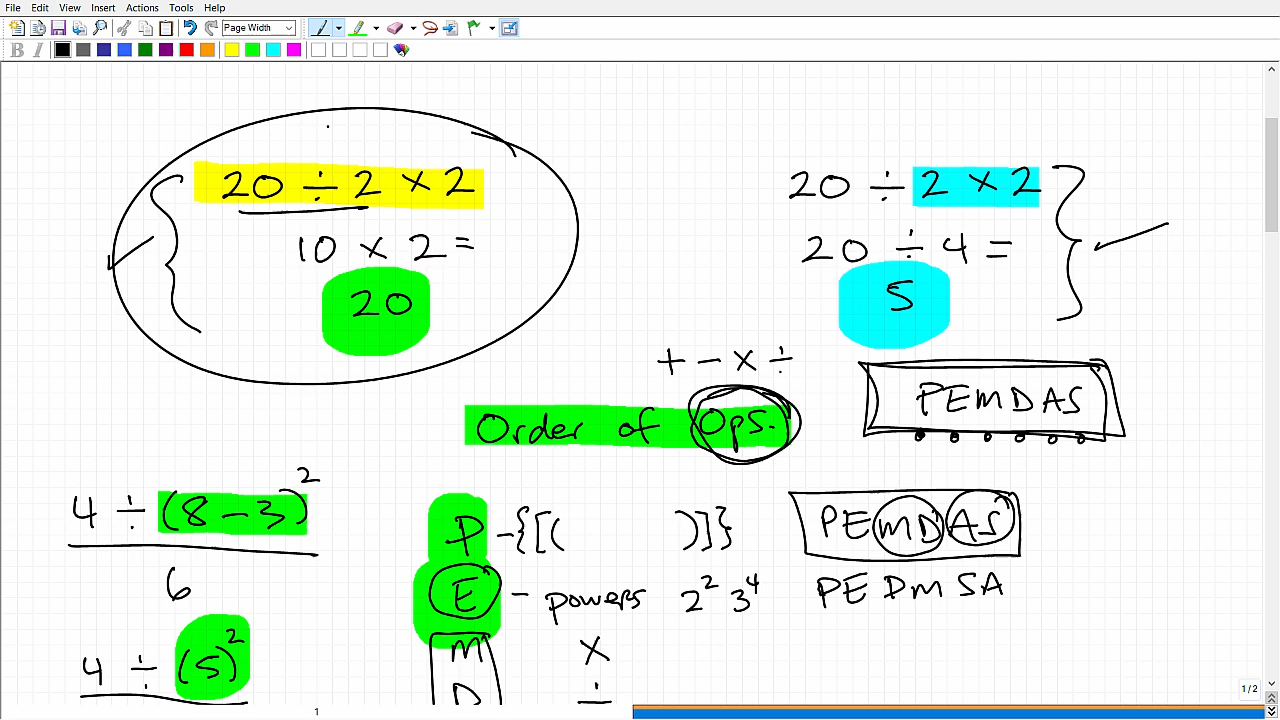 File Edit View Insert Actions Tools Help
Page Width
B I
20 ÷ 2 × 2
10 × 2 =
20
20 ÷ 2 × 2
20 ÷ 4 =
5
+ - × ÷
PEMDAS
Order of Ops.
4 ÷ (8 - 3)²
6
4 ÷ (5)²
P - {[( )]}
E - powers 2² 3⁴
M ×
D ÷
PEMDAS
PEDMSA
1/2
1